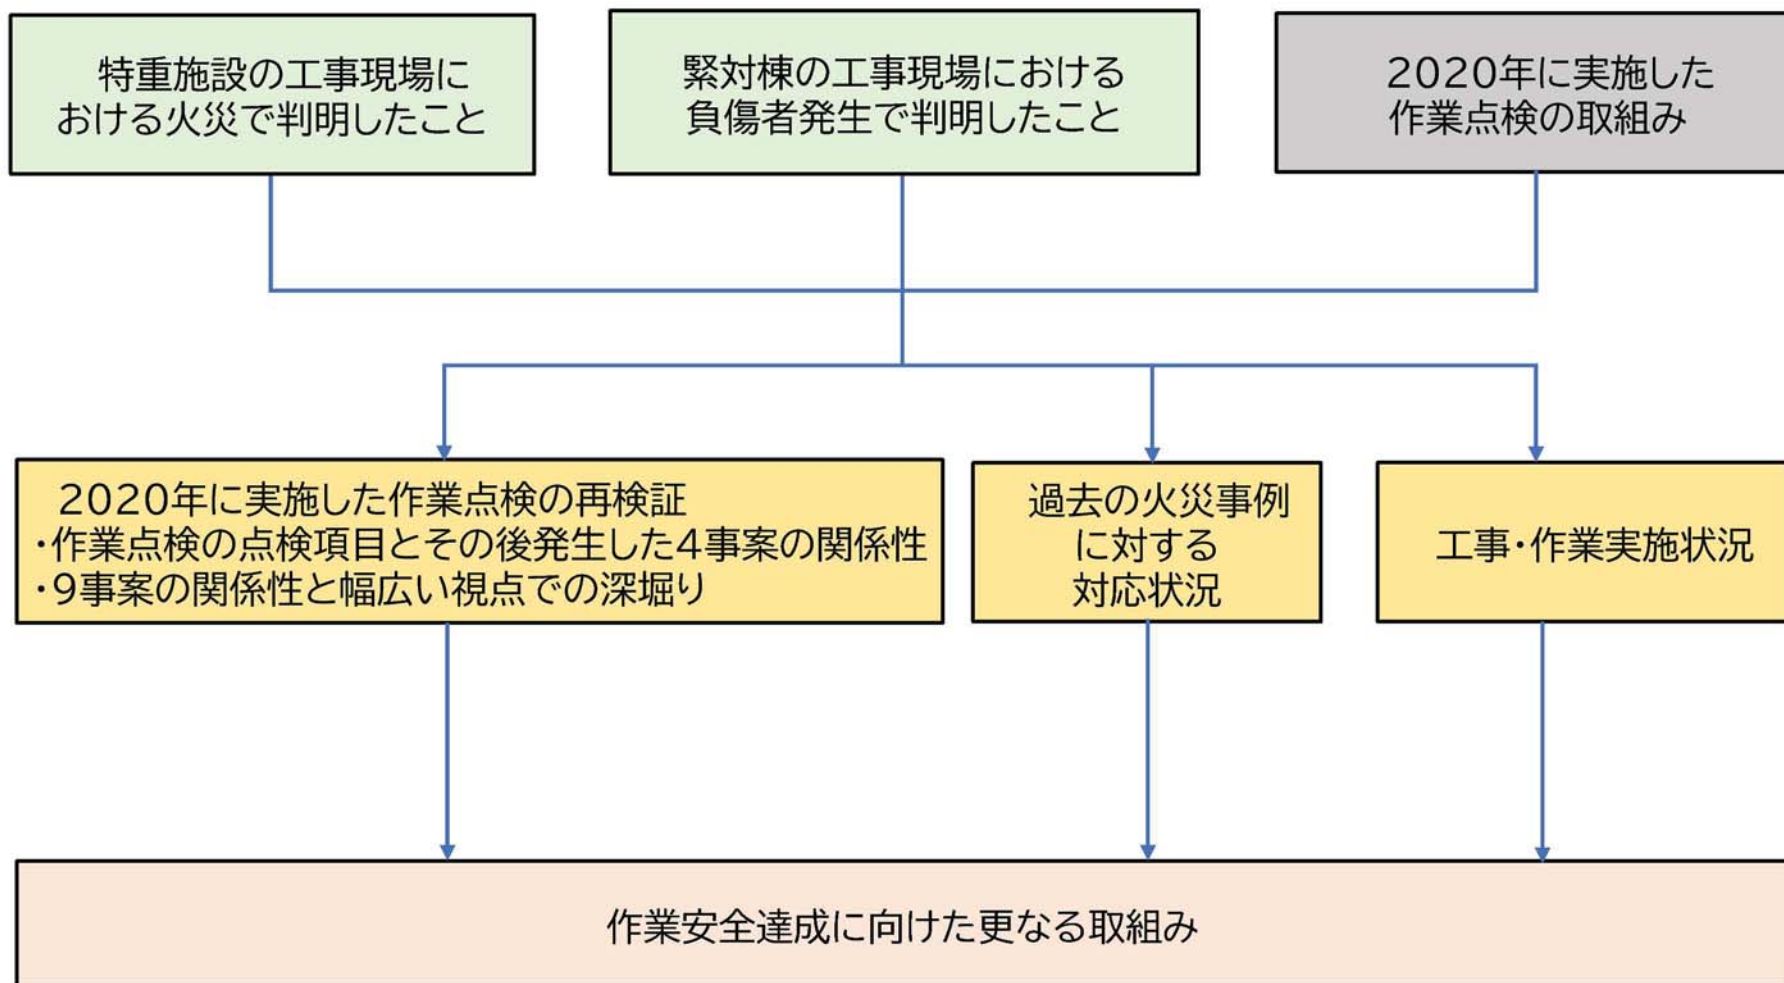 特重施設の工事現場に
おける火災で判明したこと
緊対棟の工事現場における
負傷者発生で判明したこと
2020年に実施した
作業点検の取組み
2020年に実施した作業点検の再検証
・作業点検の点検項目とその後発生した4事案の関係性
・9事案の関係性と幅広い視点での深堀り
過去の火災事例
に対する
対応状況
工事・作業実施状況
作業安全達成に向けた更なる取組み